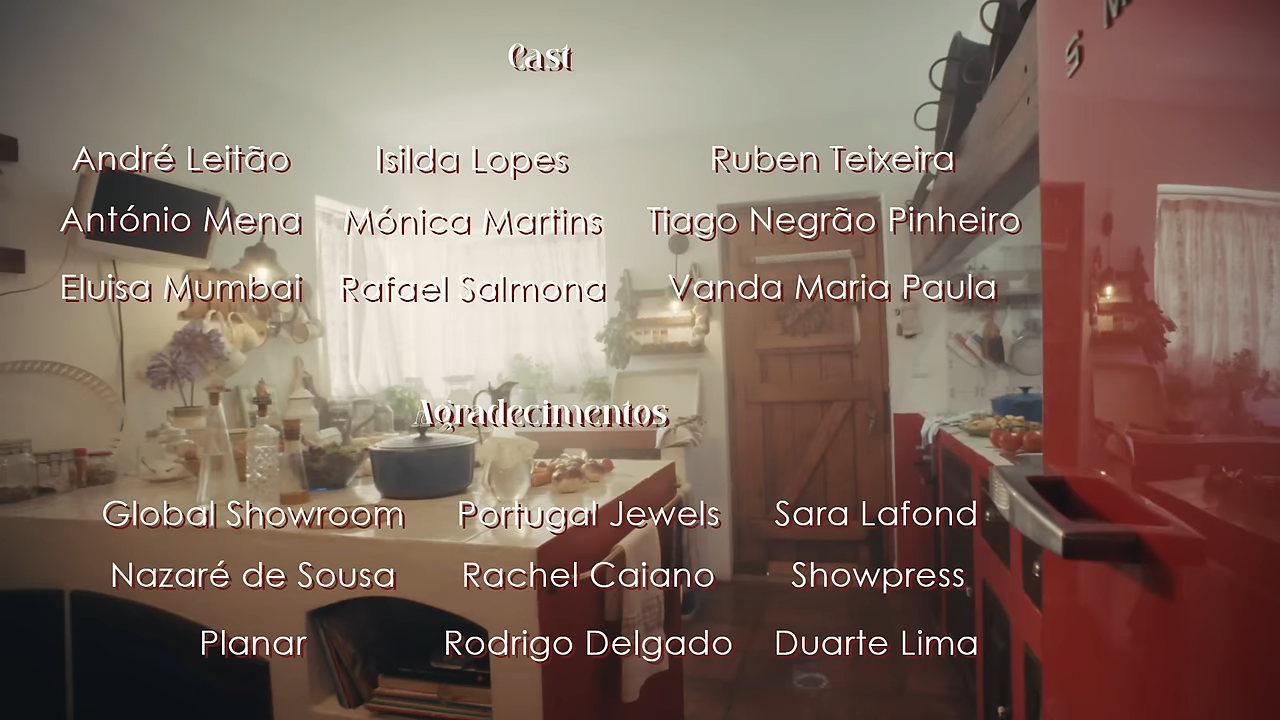 Cast
André Leitão Isilda Lopes Ruben Teixeira
António Mena Mónica Martins Tiago Negrão Pinheiro
Eluisa Mumbai Rafael Salmona Vanda Maria Paula
Agradecimentos
Global Showroom Portugal Jewels Sara Lafond
Nazaré de Sousa Rachel Caiano Showpress
Planar Rodrigo Delgado Duarte Lima
S M